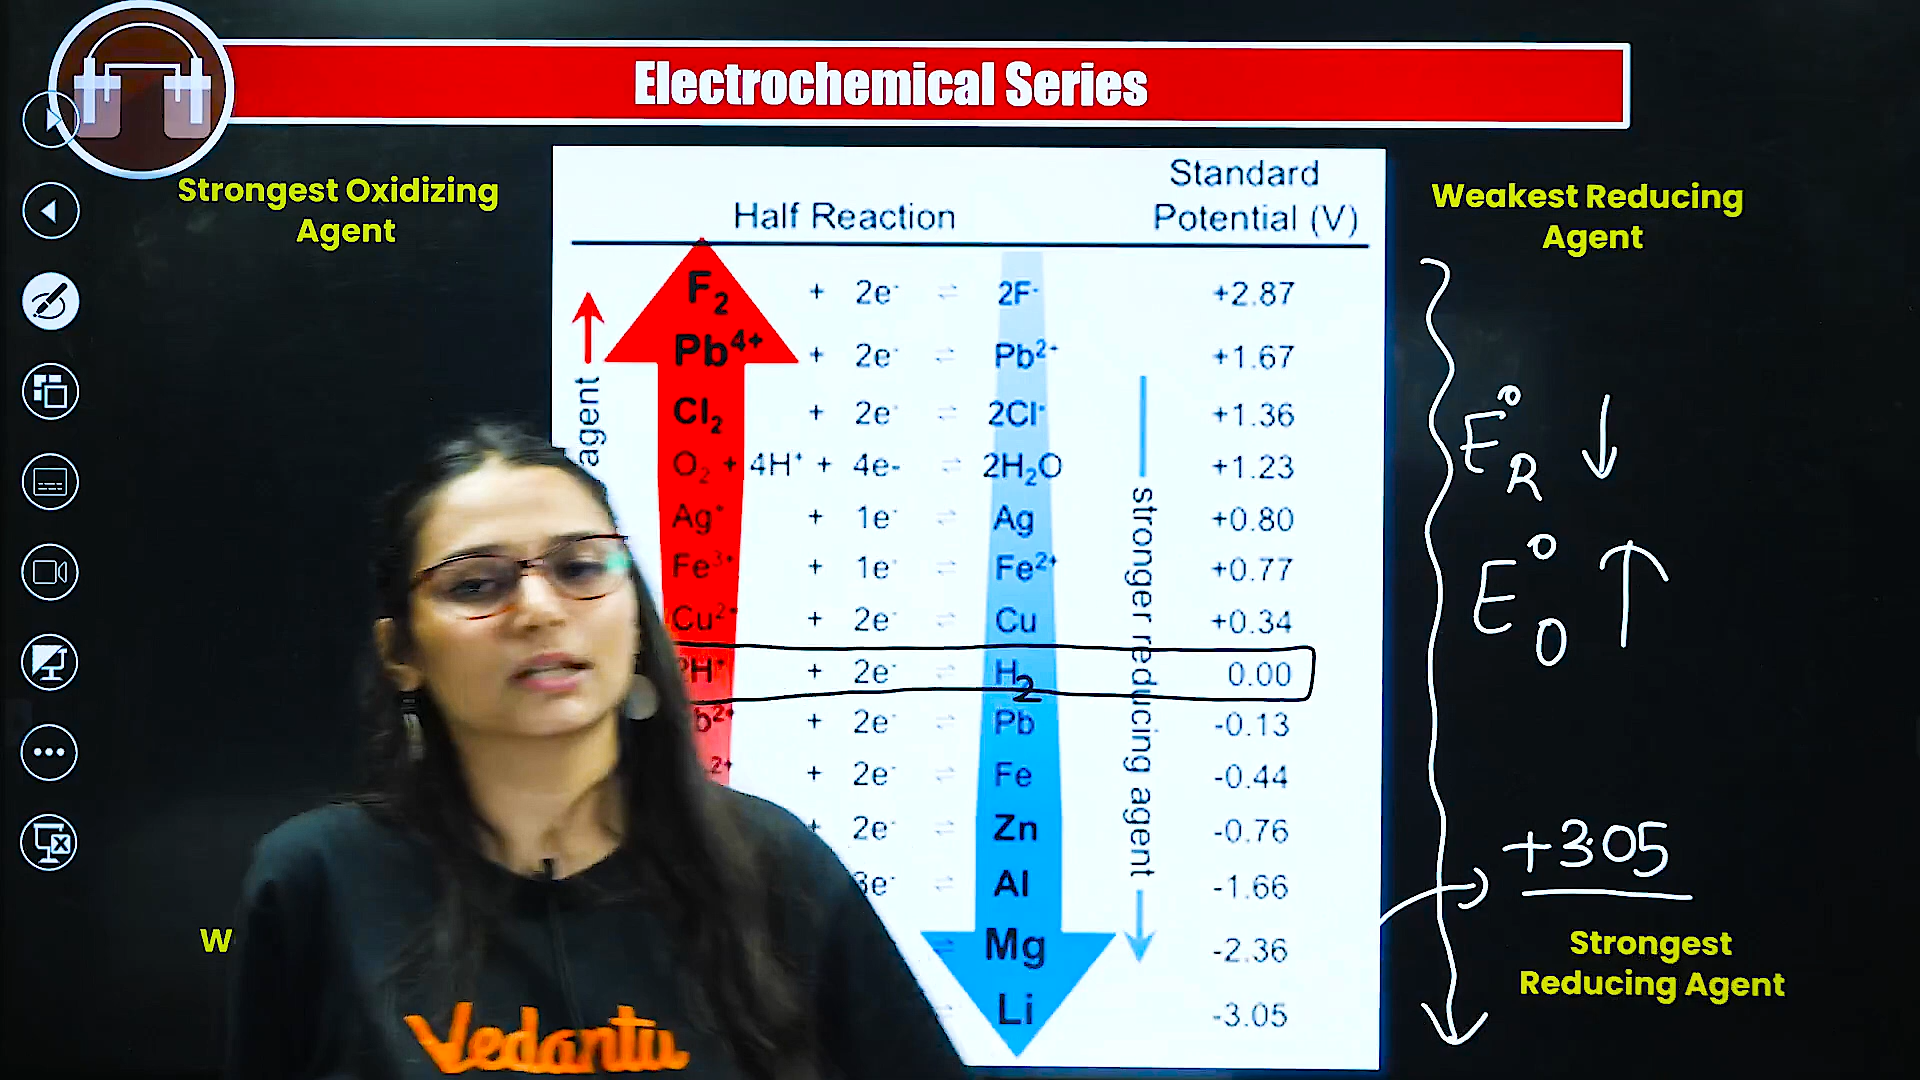 Electrochemical Series
Strongest Oxidizing
Agent
Weakest Reducing
Agent
Half Reaction
Standard
Potential (V)
F₂ + 2e⁻ ⇌ 2F⁻ +2.87
Pb⁴⁺ + 2e⁻ ⇌ Pb²⁺ +1.67
Cl₂ + 2e⁻ ⇌ 2Cl⁻ +1.36
O₂ + 4H⁺ + 4e- ⇌ 2H₂O +1.23
Ag⁺ + 1e⁻ ⇌ Ag +0.80
Fe³⁺ + 1e⁻ ⇌ Fe²⁺ +0.77
Cu²⁺ + 2e⁻ ⇌ Cu +0.34
H⁺ + 2e⁻ ⇌ H₂ 0.00
b²⁺ + 2e⁻ ⇌ Pb -0.13
²⁺ + 2e⁻ ⇌ Fe -0.44
+ 2e⁻ ⇌ Zn -0.76
3e⁻ ⇌ Al -1.66
⇌ Mg -2.36
⇌ Li -3.05
agent
stronger reducing agent
E°R ↓
E°O ↑
+3.05
Strongest
Reducing Agent
W
Vedantu